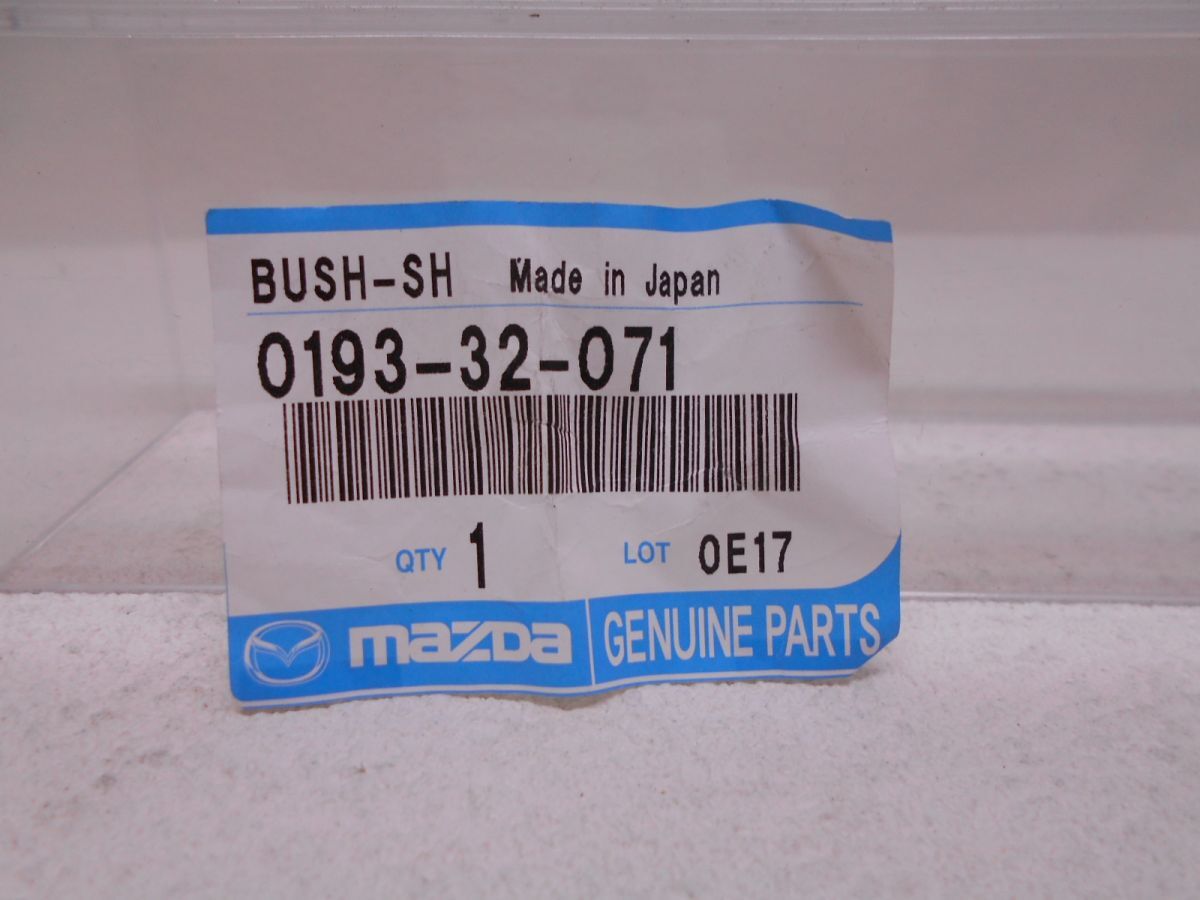 BUSH-SH Made in Japan
0193-32-071
QTY 1 LOT 0E17
mazda GENUINE PARTS